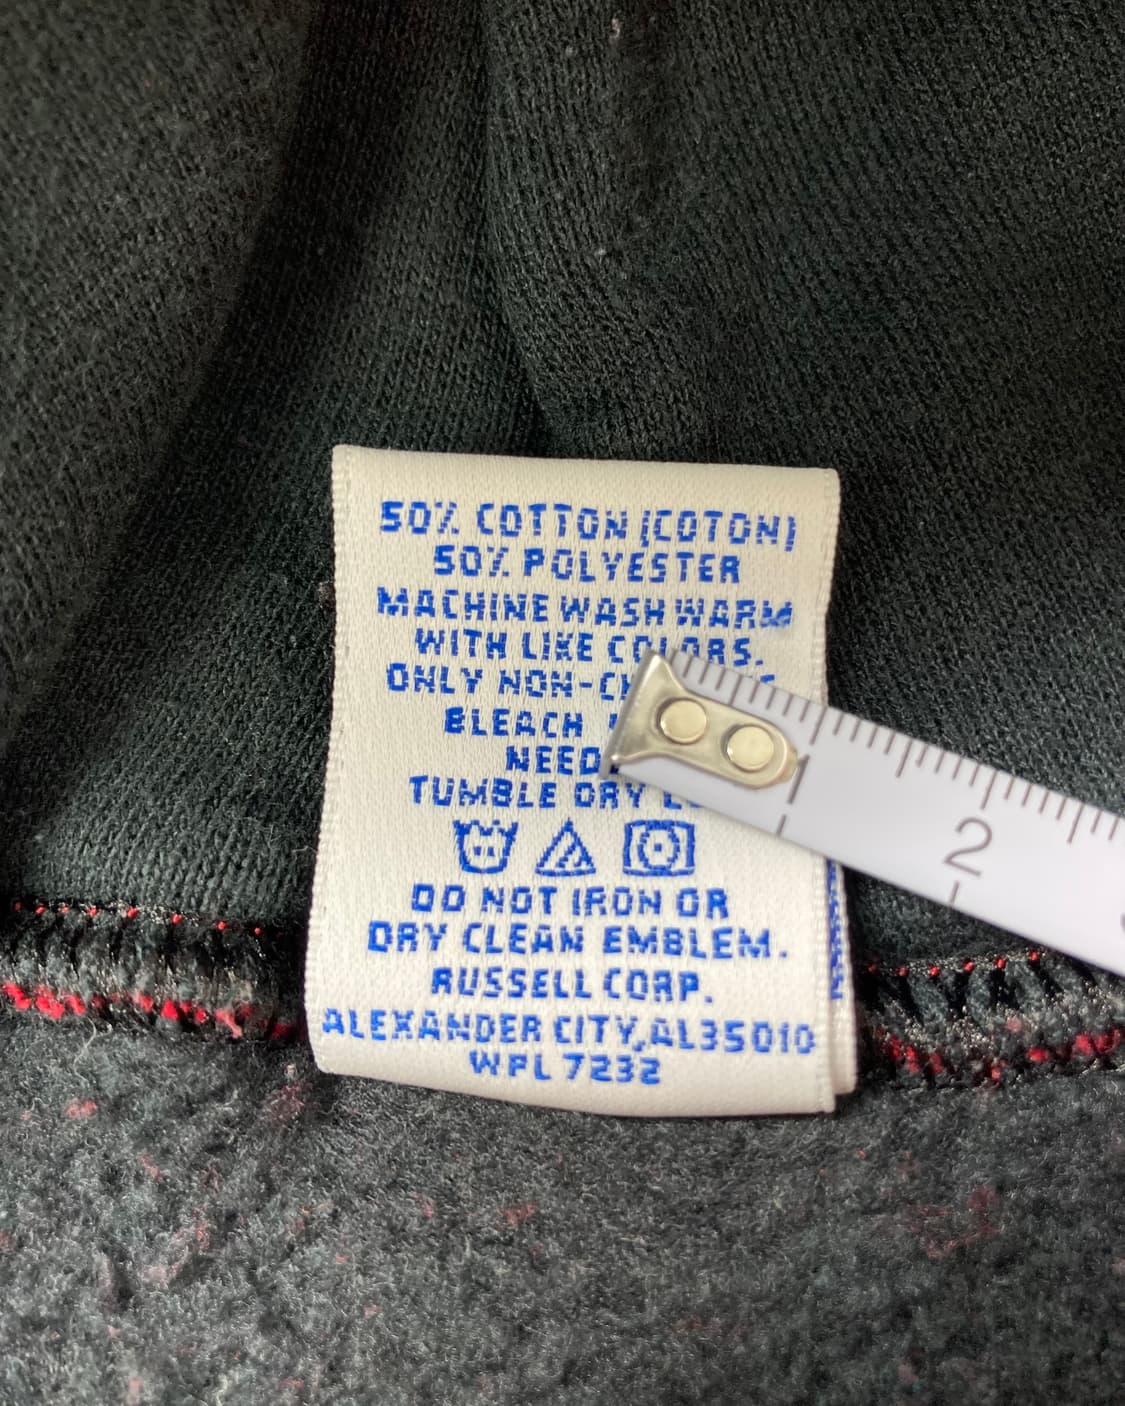 50% COTTON (COTON)
50% POLYESTER
MACHINE WASH WARM
WITH LIKE COLORS.
ONLY NON-
BLEACH
TUMBLE DRY
DO NOT IRON OR
DRY CLEAN EMBLEM.
RUSSELL CORP.
ALEXANDER CITY,AL35010
WPL 7232
1
2